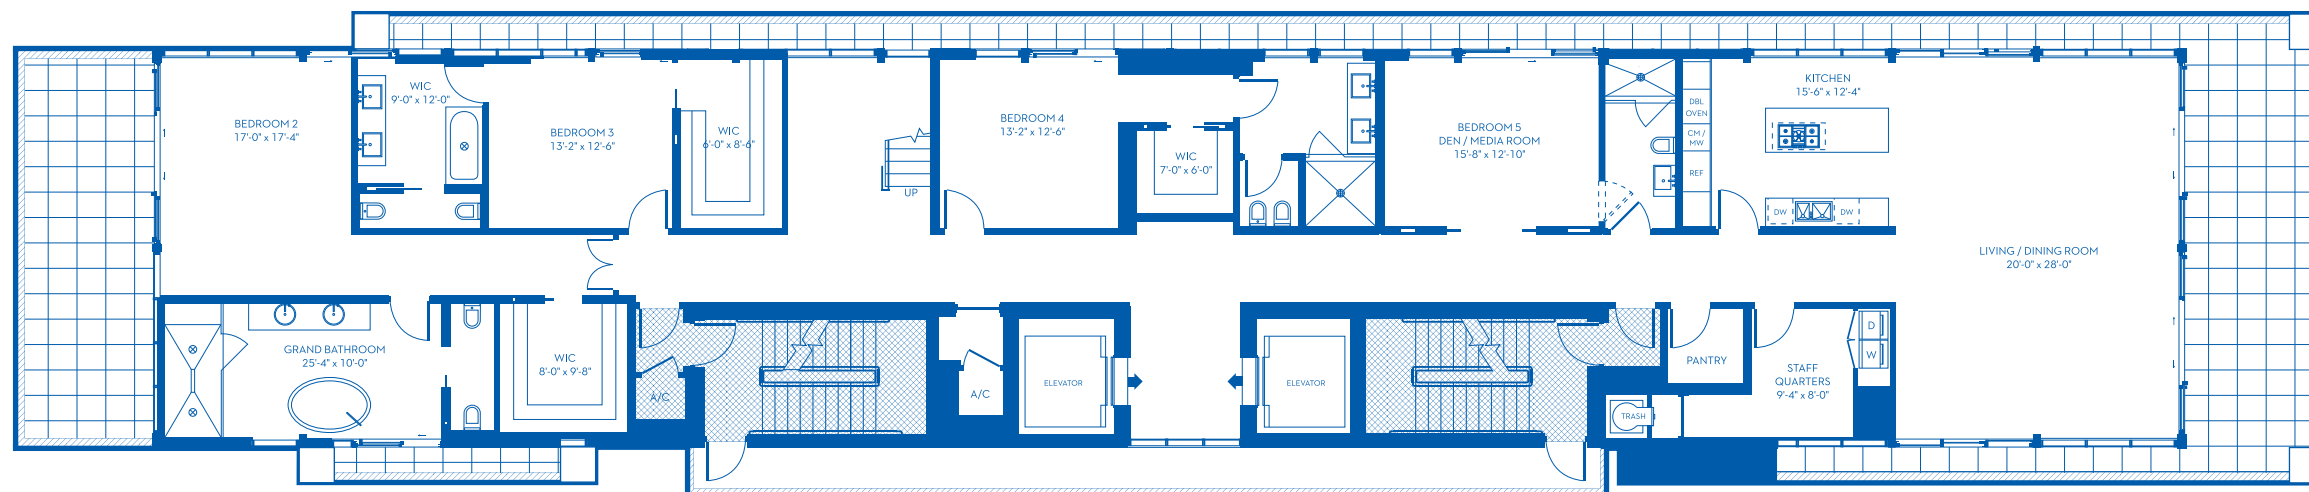 BEDROOM 2
17'-0" x 17'-4"
WIC
9'-0" x 12'-0"
BEDROOM 3
13'-2" x 12'-6"
WIC
6'-0" x 8'-6"
UP
BEDROOM 4
13'-2" x 12'-6"
WIC
7'-0" x 6'-0"
BEDROOM 5
DEN / MEDIA ROOM
15'-8" x 12'-10"
DBL
OVEN
CM /
MW
REF
KITCHEN
15'-6" x 12'-4"
DW
DW
LIVING / DINING ROOM
20'-0" x 28'-0"
GRAND BATHROOM
25'-4" x 10'-0"
WIC
8'-0" x 9'-8"
A/C
A/C
ELEVATOR
ELEVATOR
PANTRY
TRASH
STAFF
QUARTERS
9'-4" x 8'-0"
D
W